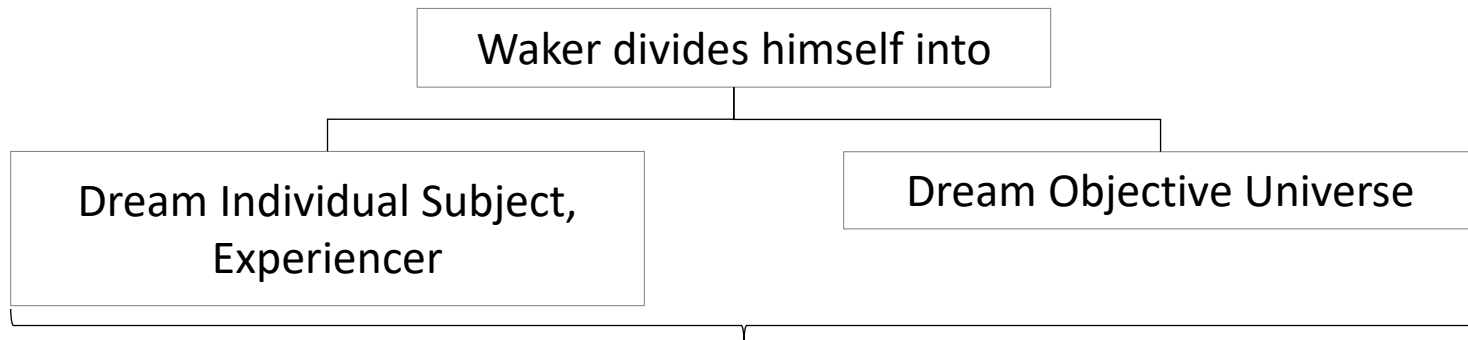 Waker divides himself into
Dream Individual Subject,
Experiencer
Dream Objective Universe